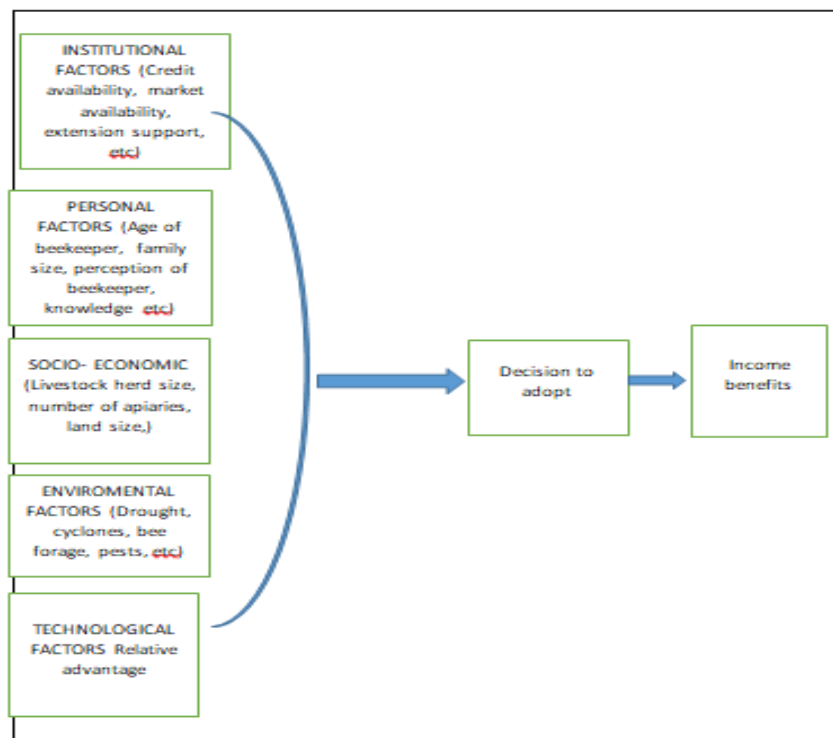 INSTITUTIONAL
FACTORS (Credit
availability, market
availability,
extension support,
etc)
PERSONAL
FACTORS (Age of
beekeeper, family
size, perception of
beekeeper,
knowledge etc)
SOCIO- ECONOMIC
(Livestock herd size,
number of apiaries,
land size,)
ENVIROMENTAL
FACTORS (Drought,
cyclones, bee
forage, pests, etc)
TECHNOLOGICAL
FACTORS Relative
advantage
Decision to
adopt
Income
benefits